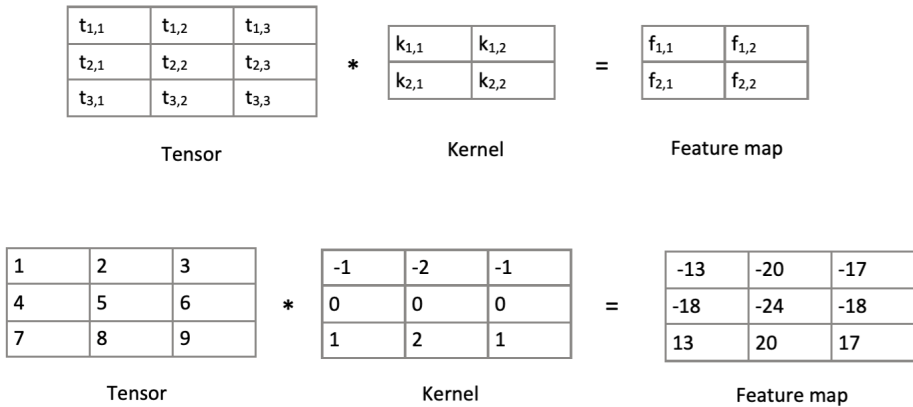 t1,1 t1,2 t1,3 k1,1 k1,2 f1,1 f1,2
t2,1 t2,2 t2,3 * k2,1 k2,2 = f2,1 f2,2
t3,1 t3,2 t3,3
Tensor Kernel Feature map
1 2 3 -1 -2 -1 -13 -20 -17
4 5 6 * 0 0 0 = -18 -24 -18
7 8 9 1 2 1 13 20 17
Tensor Kernel Feature map